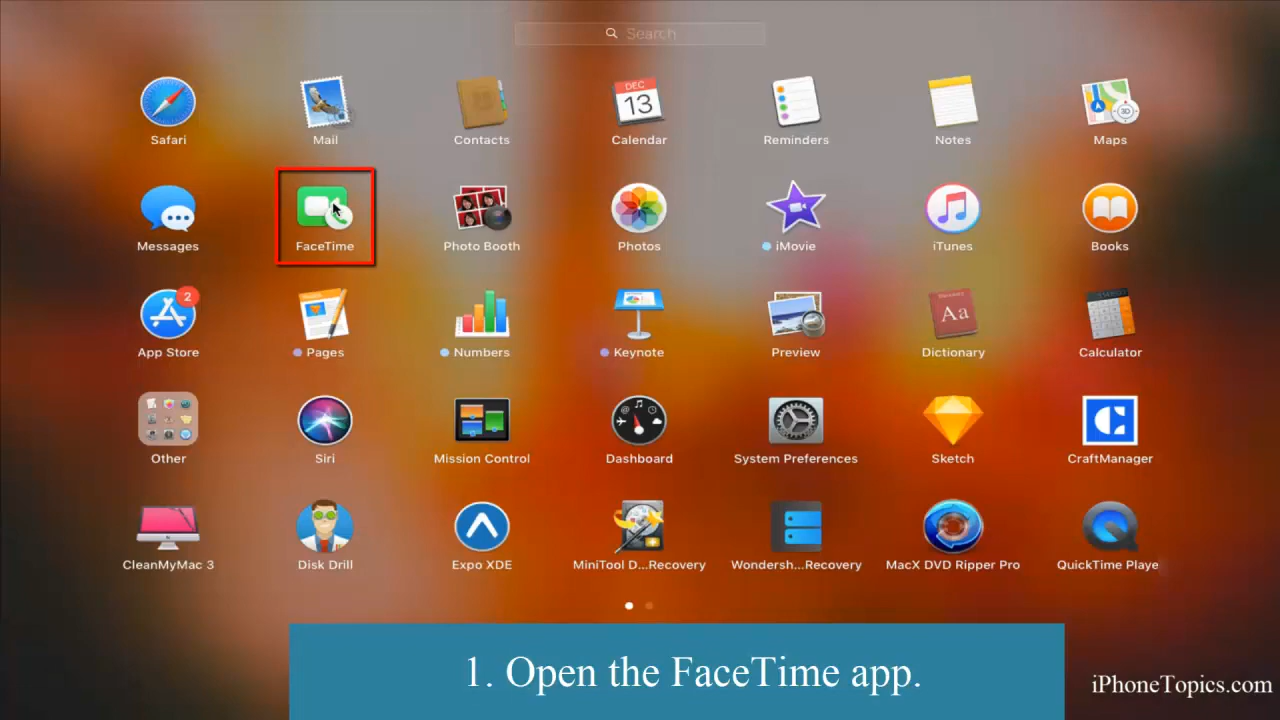 Search
DEC
13
3D
Safari
Mail
Contacts
Calendar
Reminders
Notes
Maps
Messages
FaceTime
Photo Booth
Photos
iMovie
iTunes
Books
2
Aa
App Store
Pages
Numbers
Keynote
Preview
Dictionary
Calculator
Other
Siri
Mission Control
Dashboard
System Preferences
Sketch
CraftManager
CleanMyMac 3
Disk Drill
Expo XDE
MiniTool D...Recovery
Wondersh...Recovery
MacX DVD Ripper Pro
QuickTime Playe
1. Open the FaceTime app.
iPhoneTopics.com